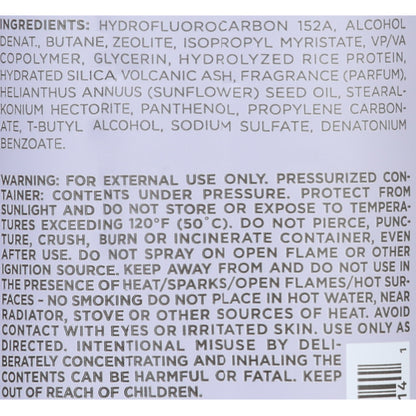 INGREDIENTS: HYDROFLUOROCARBON 152A, ALCOHOL
DENAT., BUTANE, ZEOLITE, ISOPROPYL MYRISTATE, VP/VA
COPOLYMER, GLYCERIN, HYDROLYZED RICE PROTEIN,
HYDRATED SILICA, VOLCANIC ASH, FRAGRANCE (PARFUM),
HELIANTHUS ANNUUS (SUNFLOWER) SEED OIL, STEARAL-
KONIUM HECTORITE, PANTHENOL, PROPYLENE CARBON-
ATE, T-BUTYL ALCOHOL, SODIUM SULFATE, DENATONIUM
BENZOATE.
WARNING: FOR EXTERNAL USE ONLY. PRESSURIZED CON-
TAINER: CONTENTS UNDER PRESSURE. PROTECT FROM
SUNLIGHT AND DO NOT STORE OR EXPOSE TO TEMPERA-
TURES EXCEEDING 120°F (50°C). DO NOT PIERCE, PUNC-
TURE, CRUSH, BURN OR INCINERATE CONTAINER, EVEN
AFTER USE. DO NOT SPRAY ON OPEN FLAME OR OTHER
IGNITION SOURCE. KEEP AWAY FROM AND DO NOT USE IN
THE PRESENCE OF HEAT/SPARKS/OPEN FLAMES/HOT SUR-
FACES - NO SMOKING DO NOT PLACE IN HOT WATER, NEAR
RADIATOR, STOVE OR OTHER SOURCES OF HEAT. AVOID
CONTACT WITH EYES OR IRRITATED SKIN. USE ONLY AS
DIRECTED. INTENTIONAL MISUSE BY DELI-
BERATELY CONCENTRATING AND INHALING THE
CONTENTS CAN BE HARMFUL OR FATAL. KEEP
OUT OF REACH OF CHILDREN.
141
1